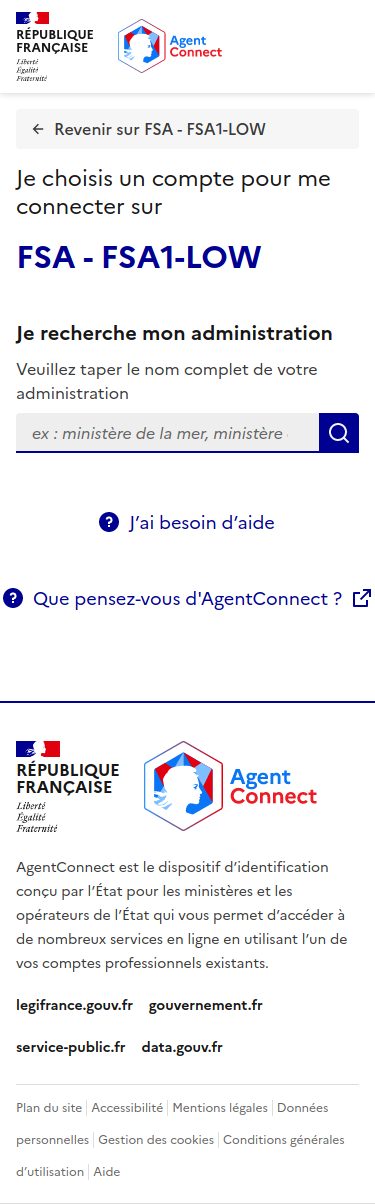 RÉPUBLIQUE
FRANÇAISE
Liberté
Égalité
Fraternité
Agent
Connect
← Revenir sur FSA - FSA1-LOW
Je choisis un compte pour me
connecter sur
FSA - FSA1-LOW
Je recherche mon administration
Veuillez taper le nom complet de votre
administration
ex : ministère de la mer, ministère
? J’ai besoin d’aide
? Que pensez-vous d'AgentConnect ?
RÉPUBLIQUE
FRANÇAISE
Liberté
Égalité
Fraternité
Agent
Connect
AgentConnect est le dispositif d’identification
conçu par l’État pour les ministères et les
opérateurs de l’État qui vous permet d’accéder à
de nombreux services en ligne en utilisant l’un de
vos comptes professionnels existants.
legifrance.gouv.fr gouvernement.fr
service-public.fr data.gouv.fr
Plan du site | Accessibilité | Mentions légales | Données
personnelles | Gestion des cookies | Conditions générales
d’utilisation | Aide